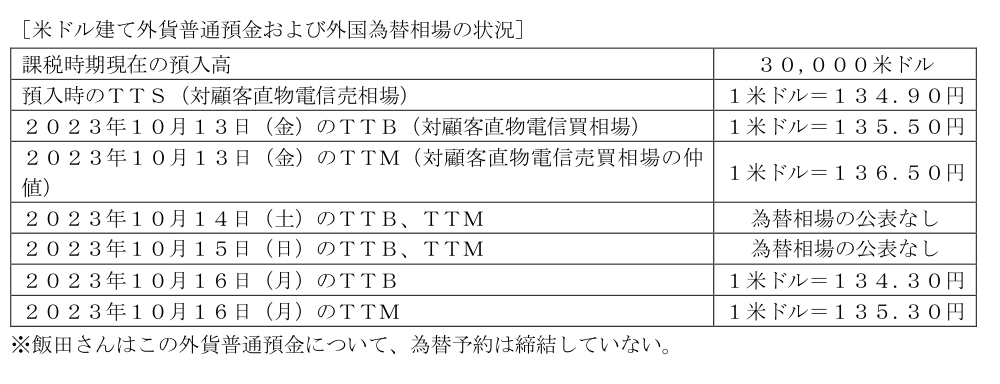 ［米ドル建て外貨普通預金および外国為替相場の状況］
課税時期現在の預入高
３０,０００米ドル
預入時のＴＴＳ（対顧客直物電信売相場）
１米ドル＝１３４.９０円
２０２３年１０月１３日（金）のＴＴＢ（対顧客直物電信買相場）
１米ドル＝１３５.５０円
２０２３年１０月１３日（金）のＴＴＭ（対顧客直物電信売買相場の仲
値）
１米ドル＝１３６.５０円
２０２３年１０月１４日（土）のＴＴＢ、ＴＴＭ
為替相場の公表なし
２０２３年１０月１５日（日）のＴＴＢ、ＴＴＭ
為替相場の公表なし
２０２３年１０月１６日（月）のＴＴＢ
１米ドル＝１３４.３０円
２０２３年１０月１６日（月）のＴＴＭ
１米ドル＝１３５.３０円
※飯田さんはこの外貨普通預金について、為替予約は締結していない。